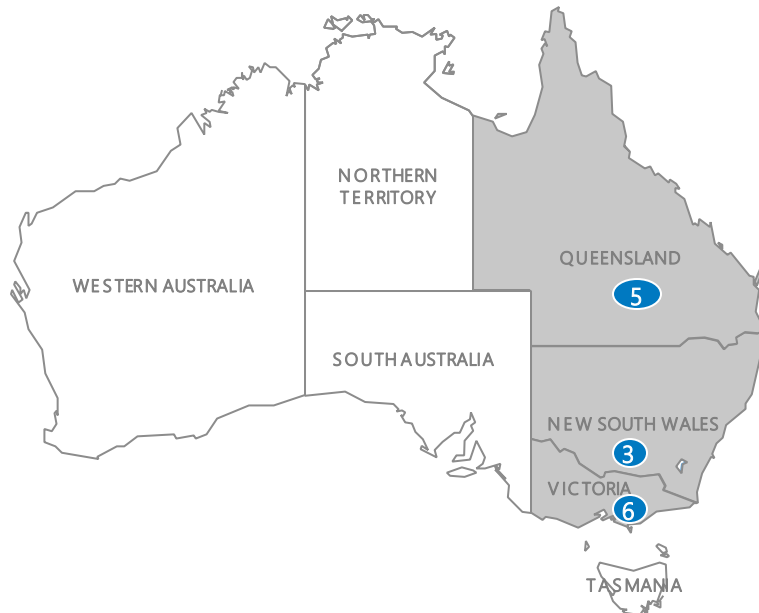 NORTHERN
TERRITORY
QUEENSLAND
WESTERN AUSTRALIA
5
SOUTH AUSTRALIA
NEW SOUTH WALES
3
VICTORIA
6
TASMANIA